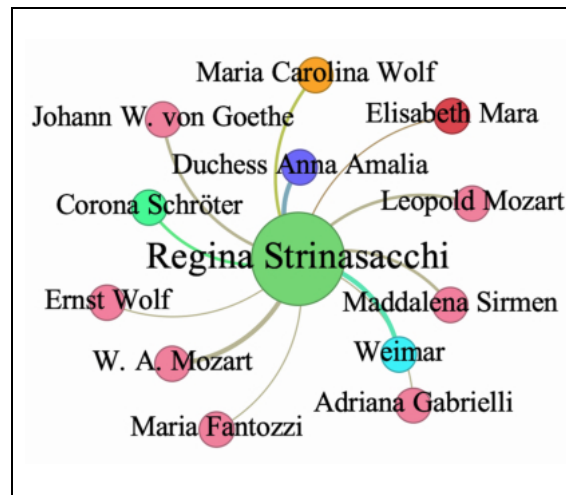 Maria Carolina Wolf
Johann W. von Goethe
Elisabeth Mara
Duchess Anna Amalia
Corona Schröter
Leopold Mozart
Regina Strinasacchi
Ernst Wolf
Maddalena Sirmen
W. A. Mozart
Weimar
Adriana Gabrielli
Maria Fantozzi